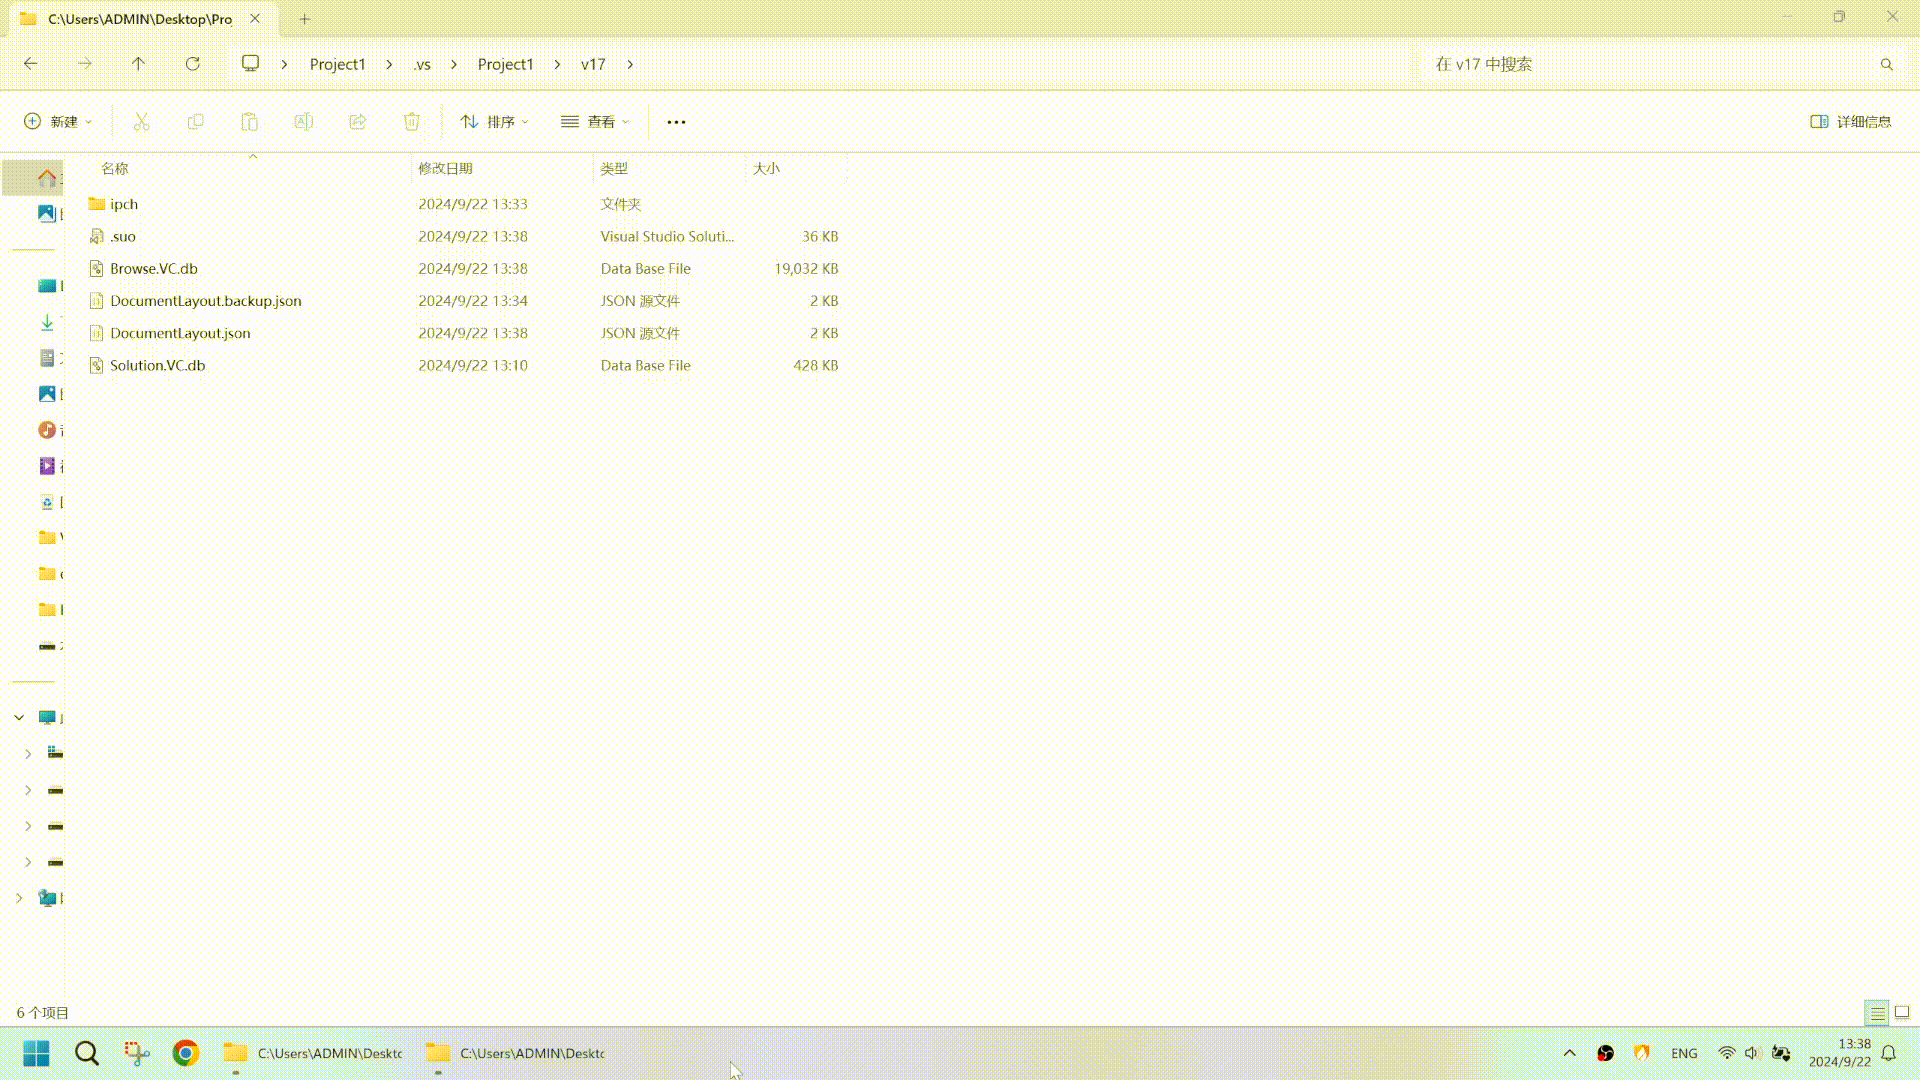 C:\Users\ADMIN\Desktop\Pro
Project1 .vs Project1 v17
在 v17 中搜索
新建 排序 查看 详细信息
名称 修改日期 类型 大小
ipch 2024/9/22 13:33 文件夹
.suo 2024/9/22 13:38 Visual Studio Soluti... 36 KB
Browse.VC.db 2024/9/22 13:38 Data Base File 19,032 KB
DocumentLayout.backup.json 2024/9/22 13:34 JSON 源文件 2 KB
DocumentLayout.json 2024/9/22 13:38 JSON 源文件 2 KB
Solution.VC.db 2024/9/22 13:10 Data Base File 428 KB
6 个项目
C:\Users\ADMIN\Deskto C:\Users\ADMIN\Deskto ENG
13:38
2024/9/22